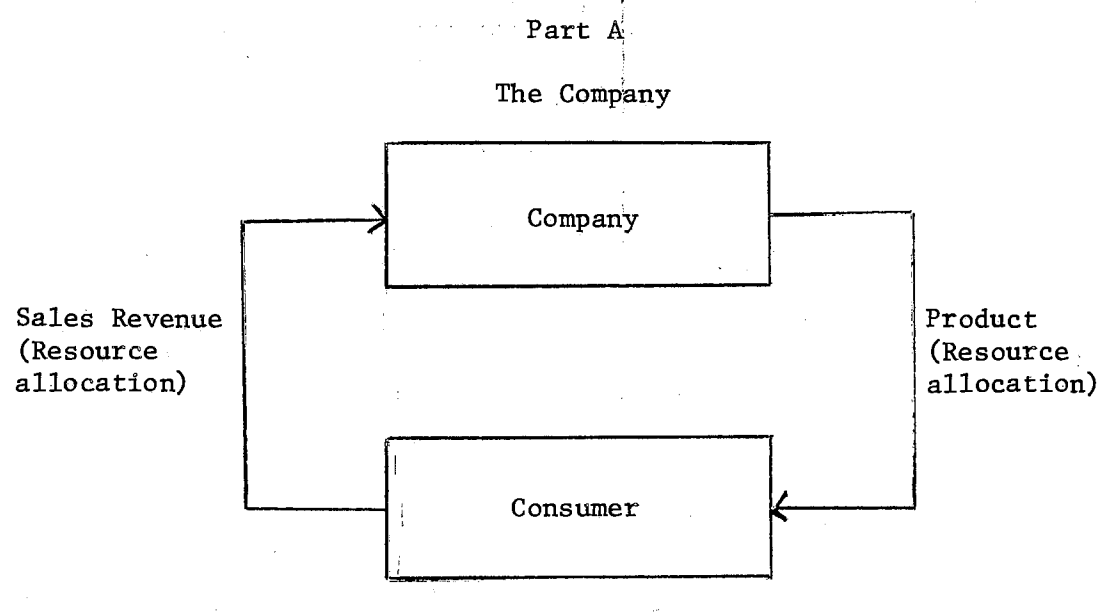 Part A
The Company
Company
Sales Revenue
(Resource
allocation)
Product
(Resource
allocation)
Consumer